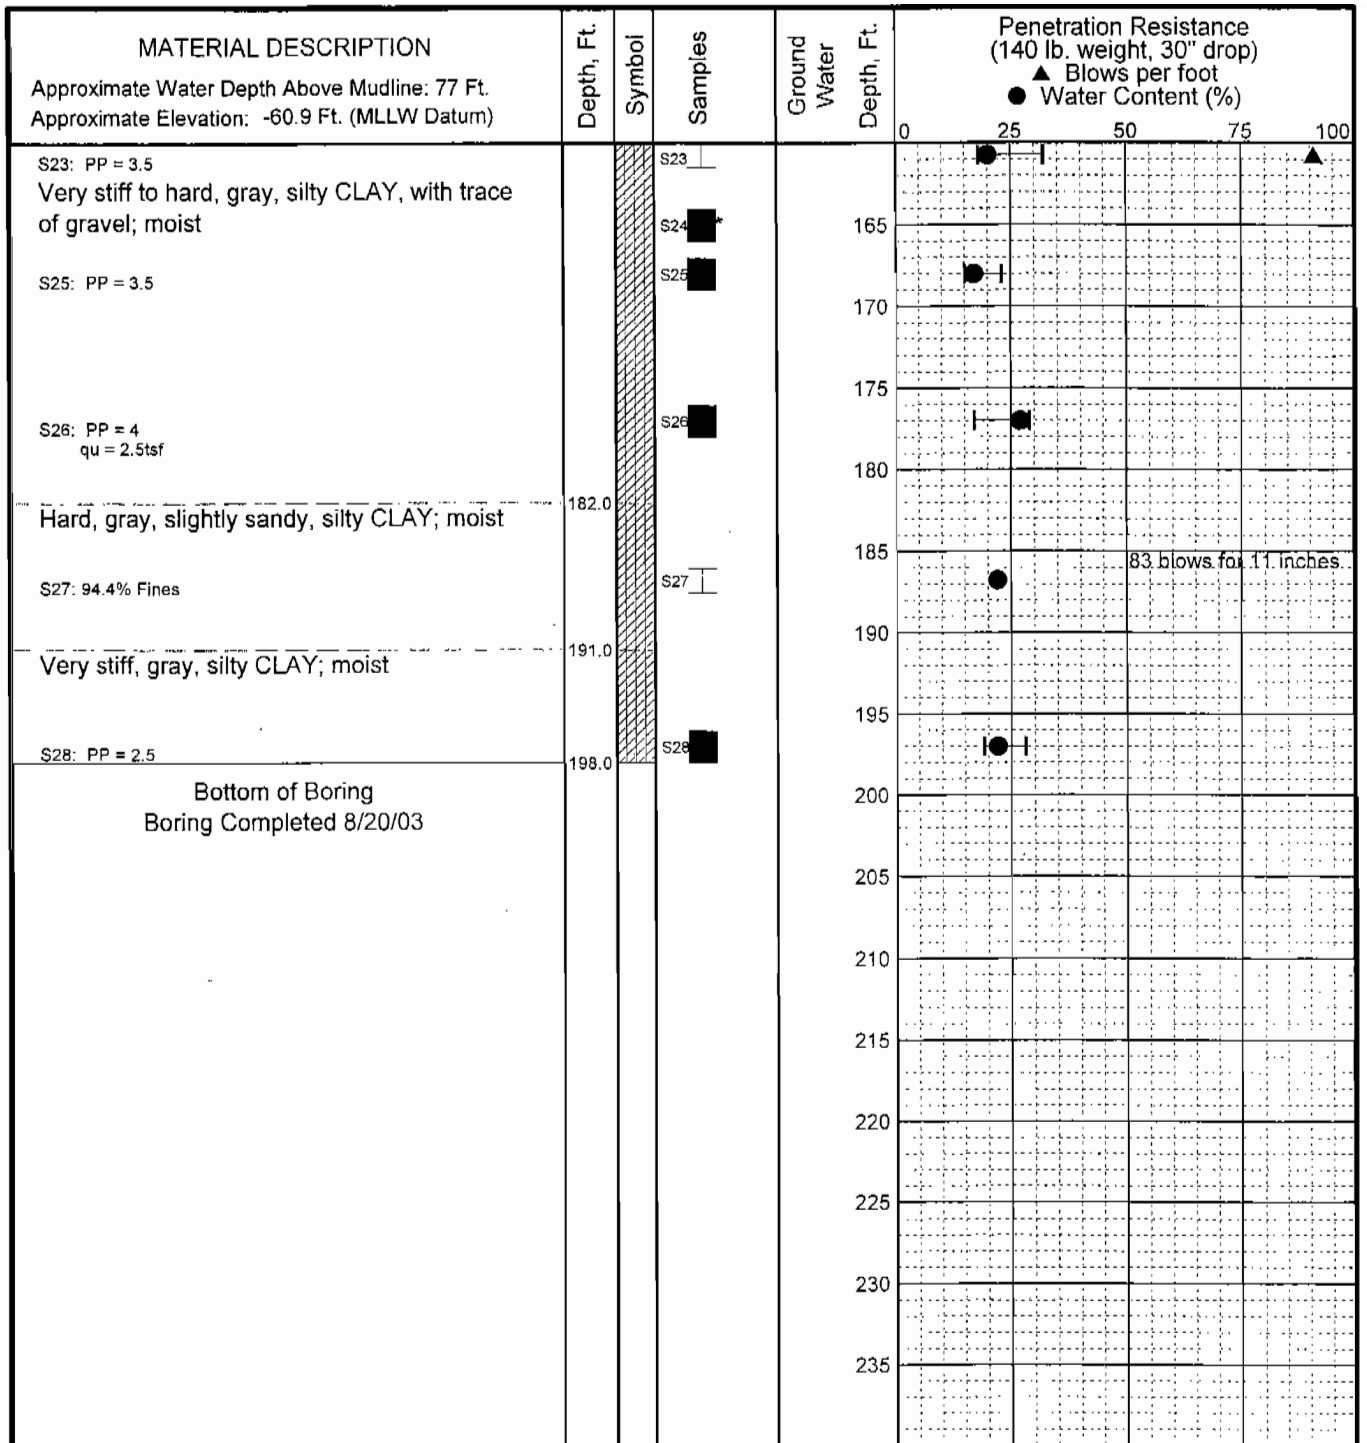 MATERIAL DESCRIPTION
Approximate Water Depth Above Mudline: 77 Ft.
Approximate Elevation: -60.9 Ft. (MLLW Datum)
Depth, Ft.
Symbol
Samples
Ground
Water
Depth, Ft.
Penetration Resistance
(140 lb. weight, 30" drop)
▲ Blows per foot
● Water Content (%)
0 25 50 75 100
S23: PP = 3.5
Very stiff to hard, gray, silty CLAY, with trace
of gravel; moist
S25: PP = 3.5
S26: PP = 4
qu = 2.5tsf
Hard, gray, slightly sandy, silty CLAY; moist
S27: 94.4% Fines
Very stiff, gray, silty CLAY; moist
S28: PP = 2.5
Bottom of Boring
Boring Completed 8/20/03
182.0
191.0
198.0
S23
S24*
S25
S26
S27
S28
165
170
175
180
185
190
195
200
205
210
215
220
225
230
235
83 blows for 11 inches